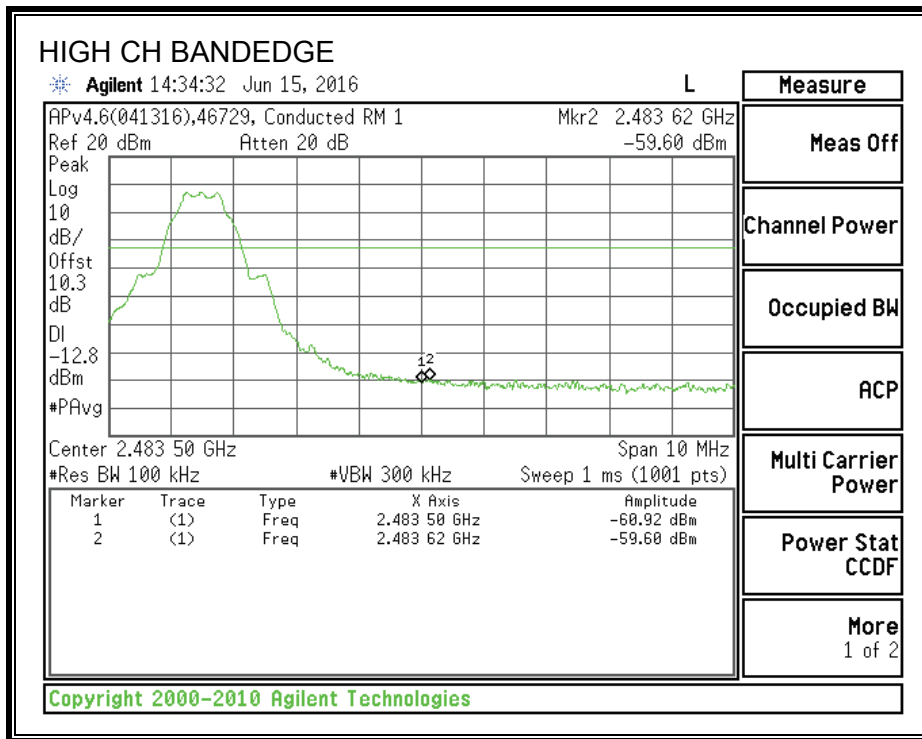 HIGH CH BANDEDGE
Agilent 14:34:32 Jun 15, 2016 L
APv4.6(041316),46729, Conducted RM 1 Mkr2 2.483 62 GHz
Ref 20 dBm Atten 20 dB -59.60 dBm
Peak
Log
10
dB/
Offst
10.3
dB
DI
-12.8
dBm
#PAvg
1 2
Center 2.483 50 GHz Span 10 MHz
#Res BW 100 kHz #VBW 300 kHz Sweep 1 ms (1001 pts)
Marker Trace Type X Axis Amplitude
1 (1) Freq 2.483 50 GHz -60.92 dBm
2 (1) Freq 2.483 62 GHz -59.60 dBm
Measure
Meas Off
Channel Power
Occupied BW
ACP
Multi Carrier
Power
Power Stat
CCDF
More
1 of 2
Copyright 2000-2010 Agilent Technologies